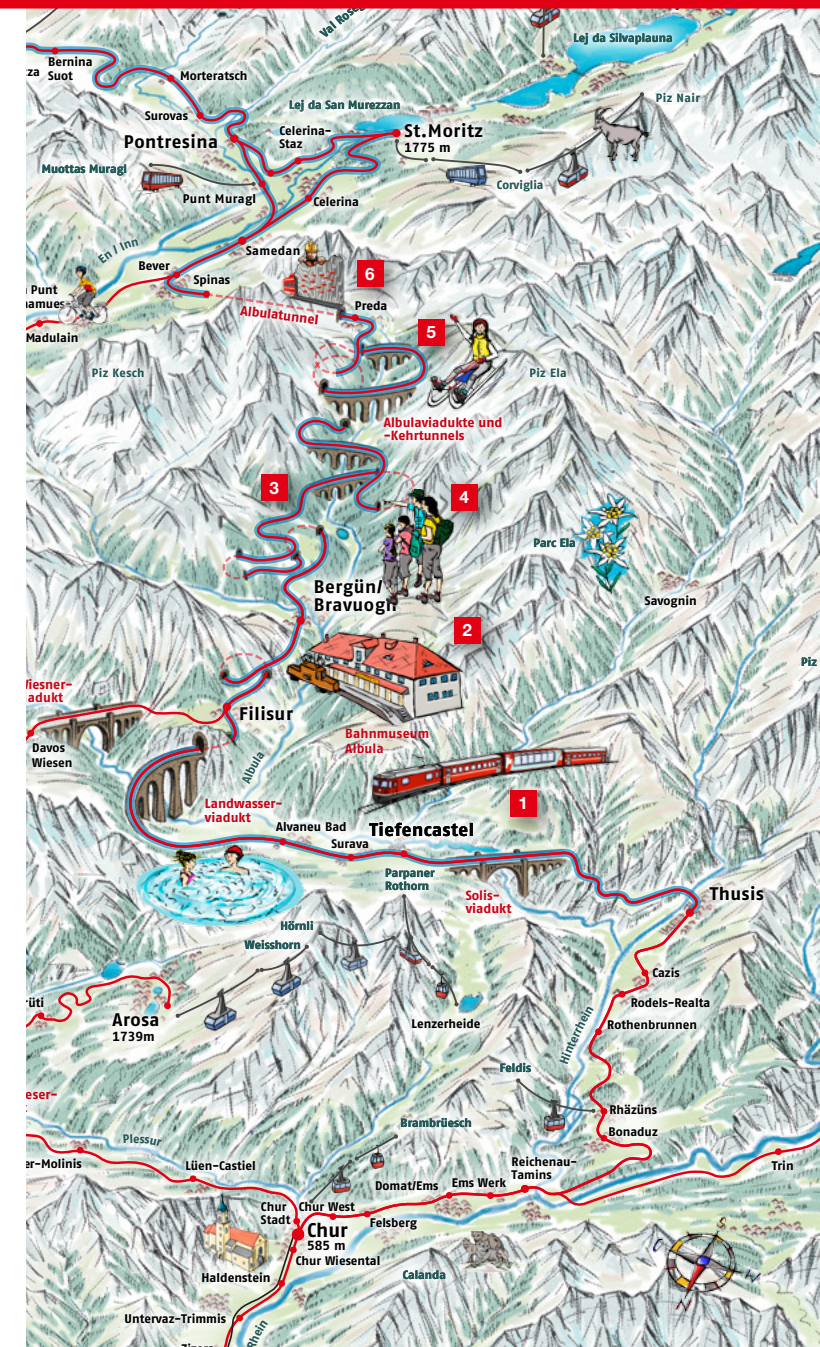 Val Roseg
Lej da Silvaplauna
Bernina
Suot
Morteratsch
Piz Nair
Surovas
Lej da San Murezzan
Pontresina
Celerina-
Staz
St.Moritz
1775 m
Muottas Muragl
Corviglia
Punt Muragl
Celerina
En / Inn
Samedan
Bever
Spinas
6
Punt
Preda
Albulatunnel
Madulain
5
Piz Kesch
Piz Ela
Albulaviadukte und
-Kehrtunnels
3
4
Parc Ela
Bergün/
Bravuogn
Savognin
2
Piz
Filisur
Bahnmuseum
Albula
Davos
Wiesen
Albula
1
Landwasser-
viadukt
Alvaneu Bad
Surava
Tiefencastel
Parpaner
Rothorn
Solis-
viadukt
Thusis
Hörnli
Weisshorn
Cazis
Rodels-Realta
Arosa
1739m
Lenzerheide
Rothenbrunnen
Hinterrhein
Feldis
Rhäzüns
Brambrüesch
Bonaduz
Plessur
Reichenau-
Tamins
Trin
Lüen-Castiel
Domat/Ems
Ems Werk
Chur
Stadt
Chur West
Felsberg
Chur
585 m
Chur Wiesental
Haldenstein
Calanda
S
O
W
N
Untervaz-Trimmis
Rhein